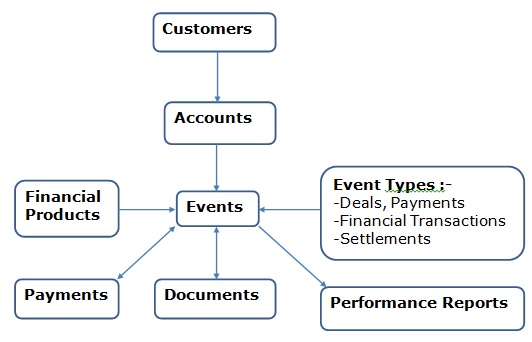 Customers
Accounts
Financial
Products
Events
Event Types :-
-Deals, Payments
-Financial Transactions
-Settlements
Payments
Documents
Performance Reports